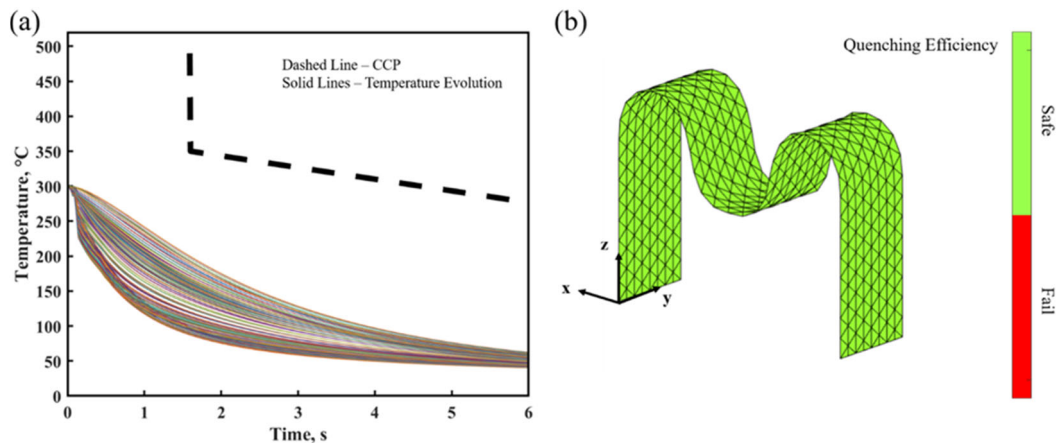 (a)
500
450
400
350
300
250
200
150
100
50
0
Temperature, °C
Dashed Line – CCP
Solid Lines – Temperature Evolution
0 1 2 3 4 5 6
Time, s
(b)
Quenching Efficiency
Safe
Fail
z
x
y